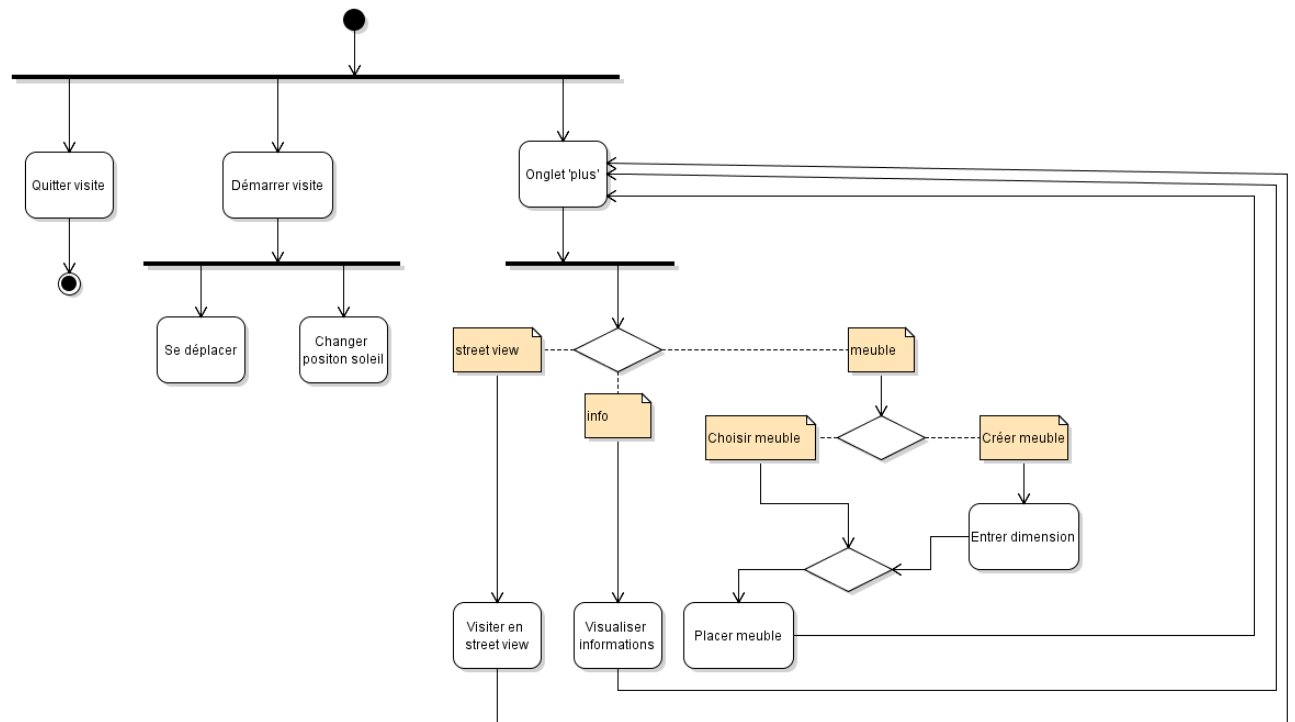 Quitter visite
Démarrer visite
Onglet 'plus'
Se déplacer
Changer
positon soleil
street view
meuble
info
Choisir meuble
Créer meuble
Entrer dimension
Visiter en
street view
Visualiser
informations
Placer meuble